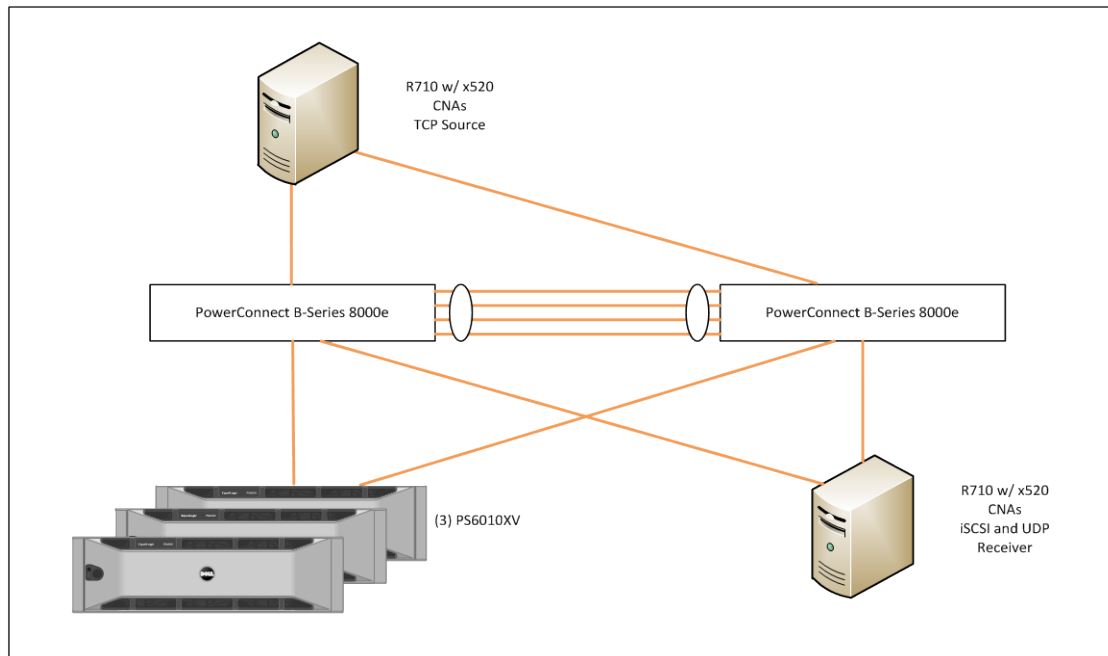 R710 w/ x520
CNAs
TCP Source
PowerConnect B-Series 8000e
PowerConnect B-Series 8000e
(3) PS6010XV
DELL
R710 w/ x520
CNAs
iSCSI and UDP
Receiver